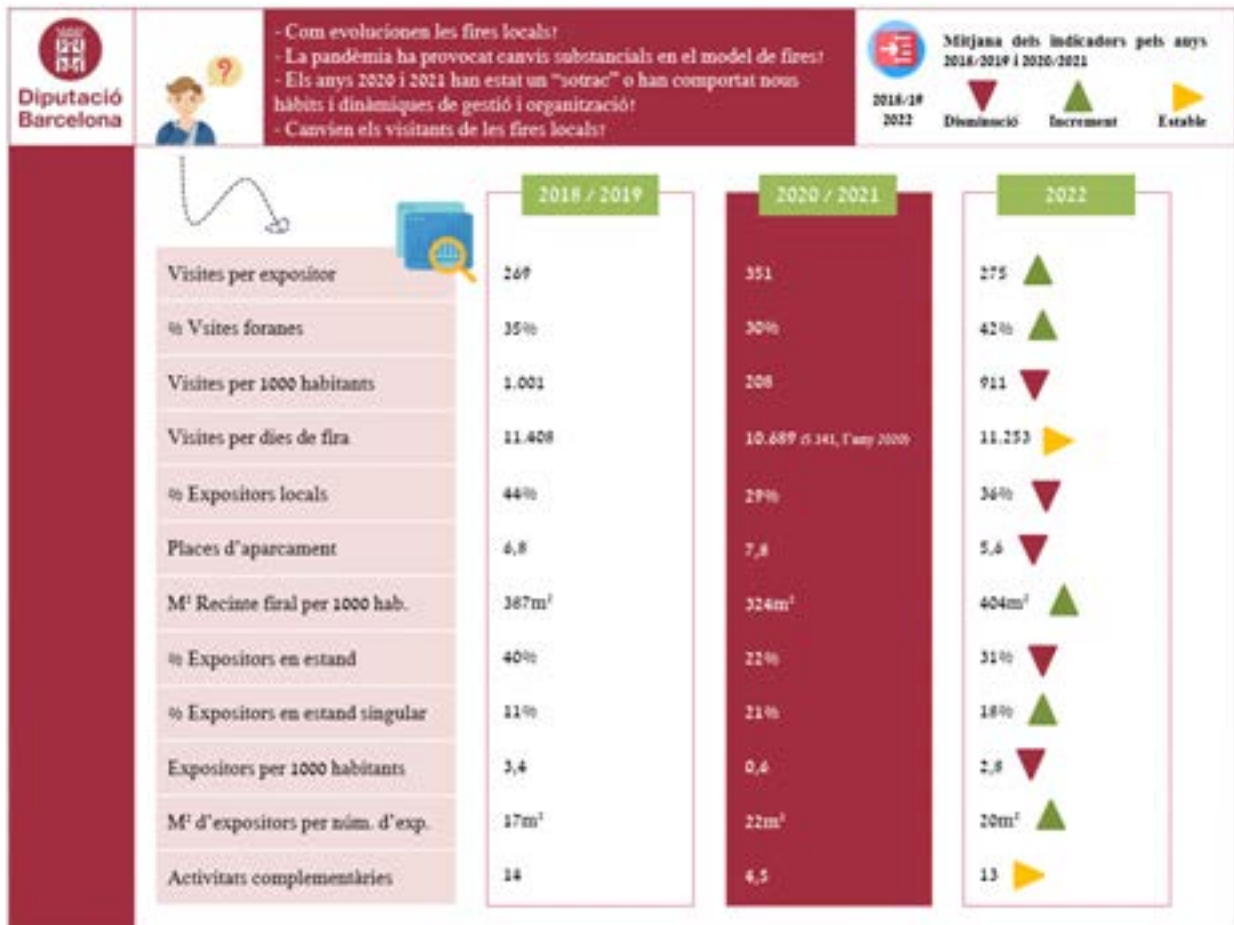 Diputació
Barcelona
?
- Com evolucionen les fires locals?
- La pandèmia ha provocat canvis substancials en el model de fires?
- Els anys 2020 i 2021 han estat un “sotrac” o han comportat nous
hàbits i dinàmiques de gestió i organització?
- Canvien els visitants de les fires locals?
Mitjana dels indicadors pels anys
2018/2019 i 2020/2021
2018/19
2022
Disminució Increment Estable
2018 / 2019 2020 / 2021 2022
Visites per expositor 269 351 275
% Vsites foranes 35% 30% 42%
Visites per 1000 habitants 1.001 208 911
Visites per dies de fira 11.408 10.689 (5.141, l'any 2020) 11.253
% Expositors locals 44% 29% 36%
Places d’aparcament 6,8 7,8 5,6
M² Recinte firal per 1000 hab. 387m² 324m² 404m²
% Expositors en estand 40% 22% 31%
% Expositors en estand singular 11% 21% 18%
Expositors per 1000 habitants 3,4 0,6 2,8
M² d’expositors per núm. d’exp. 17m² 22m² 20m²
Activitats complementàries 14 4,5 13